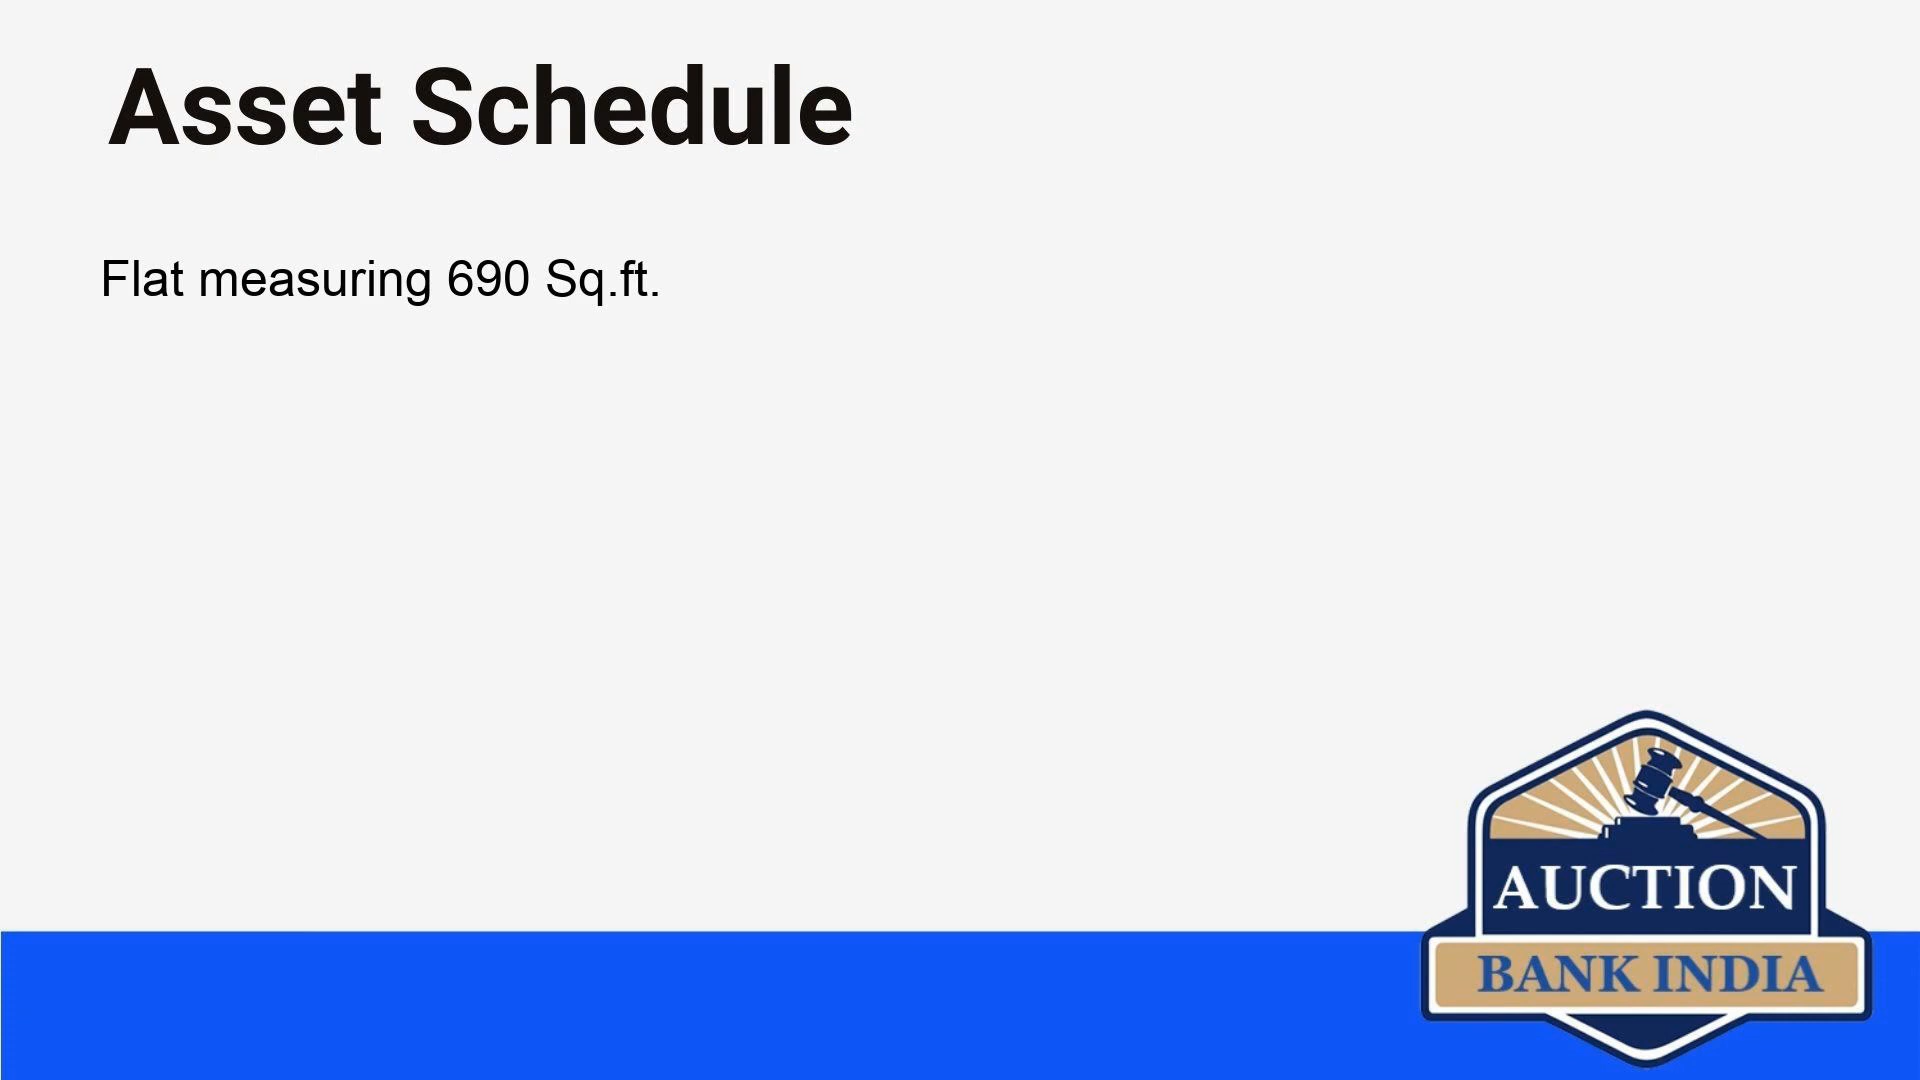 Asset Schedule
Flat measuring 690 Sq.ft.
AUCTION
BANK INDIA